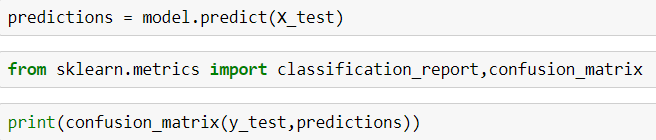 predictions = model.predict(X_test)
from sklearn.metrics import classification_report,confusion_matrix
print(confusion_matrix(y_test,predictions))